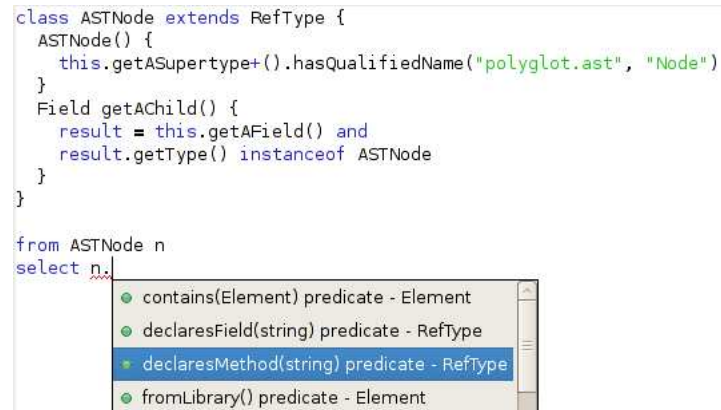 class ASTNode extends RefType {
ASTNode() {
this.getASupertype+().hasQualifiedName("polyglot.ast", "Node")
}
Field getAChild() {
result = this.getAField() and
result.getType() instanceof ASTNode
}
}
from ASTNode n
select n.
contains(Element) predicate - Element
declaresField(string) predicate - RefType
declaresMethod(string) predicate - RefType
fromLibrary() predicate - Element